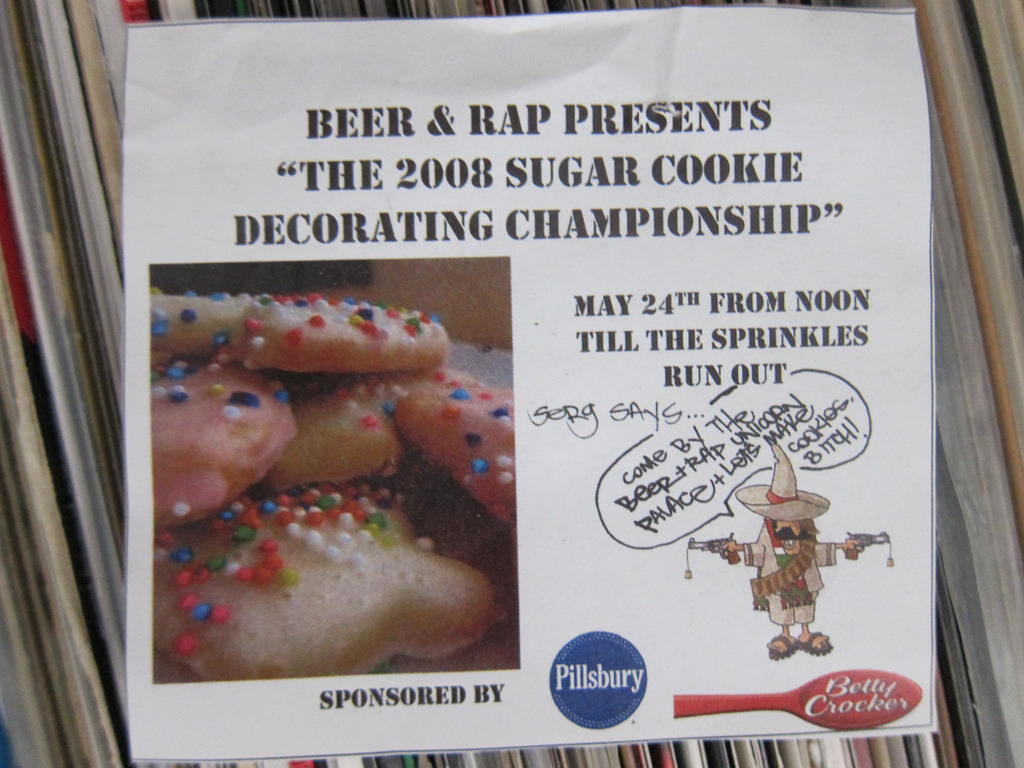 BEER & RAP PRESENTS
“THE 2008 SUGAR COOKIE
DECORATING CHAMPIONSHIP”
MAY 24TH FROM NOON
TILL THE SPRINKLES
RUN OUT
SERG SAYS...
COME BY THE
BEER + RAP UNICORN
PALACE + LETS MAKE
COOKIES.
BITCH!
SPONSORED BY
Pillsbury
Betty
Crocker